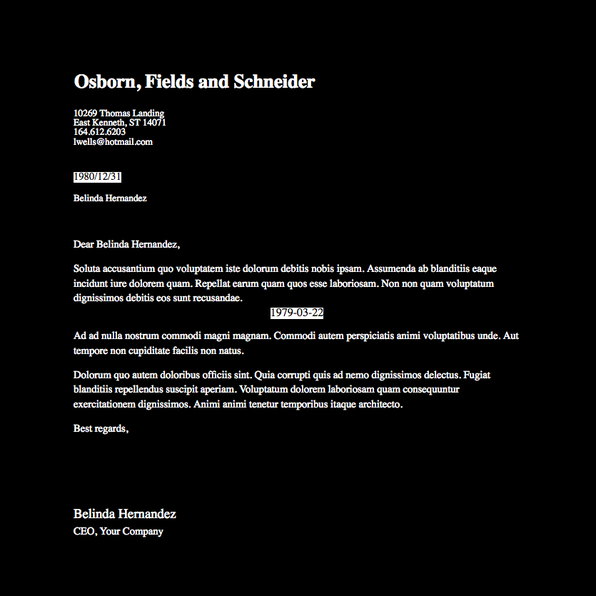 Osborn, Fields and Schneider
10269 Thomas Landing
East Kenneth, ST 14071
164.612.6203
lwells@hotmail.com
1980/12/31
Belinda Hernandez
Dear Belinda Hernandez,
Soluta accusantium quo voluptatem iste dolorum debitis nobis ipsam. Assumenda ab blanditiis eaque
incidunt iure dolorem quam. Repellat earum quam quos esse laboriosam. Non non quam voluptatum
dignissimos debitis eos sunt recusandae.
1979-03-22
Ad ad nulla nostrum commodi magni magnam. Commodi autem perspiciatis animi voluptatibus unde. Aut
tempore non cupiditate facilis non natus.
Dolorum quo autem doloribus officiis sint. Quia corrupti quis ad nemo dignissimos delectus. Fugiat
blanditiis repellendus suscipit aperiam. Voluptatum dolorem laboriosam quam consequuntur
exercitationem dignissimos. Animi animi tenetur temporibus itaque architecto.
Best regards,
Belinda Hernandez
CEO, Your Company